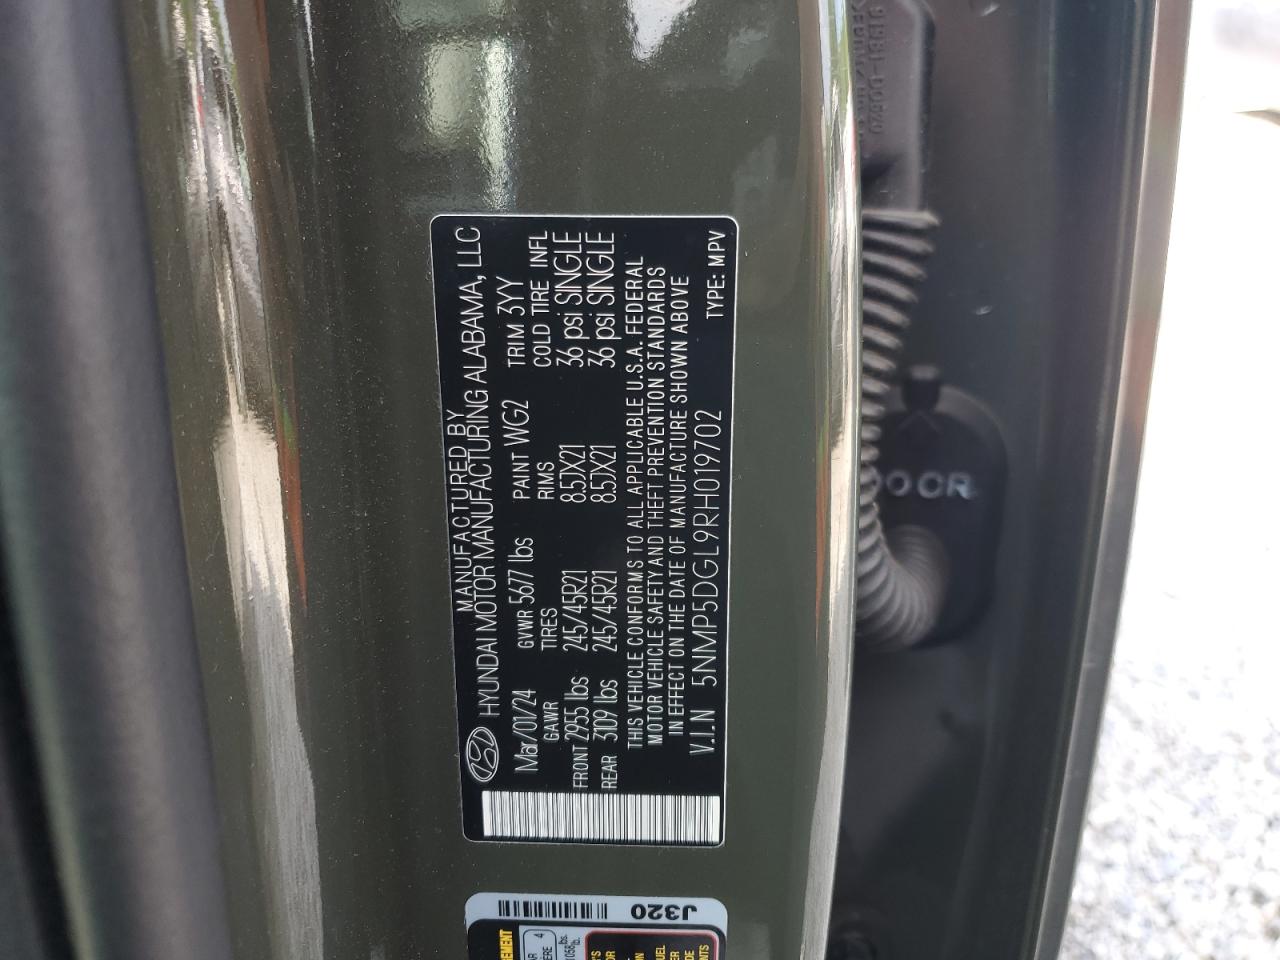 MANUFACTURED BY
HYUNDAI MOTOR MANUFACTURING ALABAMA, LLC
Mar/01/24 GVWR 5677 lbs PAINT WG2 TRIM 3YY
GAWR TIRES RIMS COLD TIRE INFL
FRONT 2955 lbs 245/45R21 8.5JX21 36 psi SINGLE
REAR 3109 lbs 245/45R21 8.5JX21 36 psi SINGLE
THIS VEHICLE CONFORMS TO ALL APPLICABLE U.S.A. FEDERAL
MOTOR VEHICLE SAFETY AND THEFT PREVENTION STANDARDS
IN EFFECT ON THE DATE OF MANUFACTURE SHOWN ABOVE
V.I.N 5NMP5DGL9RH019702
TYPE: MPV
J320
4
OO CR